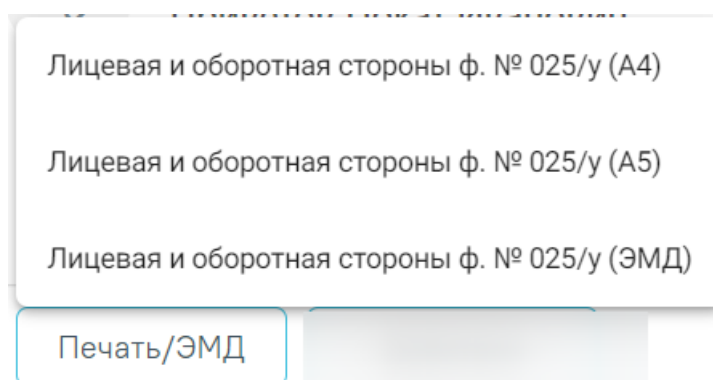 Лицевая и оборотная стороны ф. № 025/у (А4)
Лицевая и оборотная стороны ф. № 025/у (А5)
Лицевая и оборотная стороны ф. № 025/у (ЭМД)
Печать/ЭМД